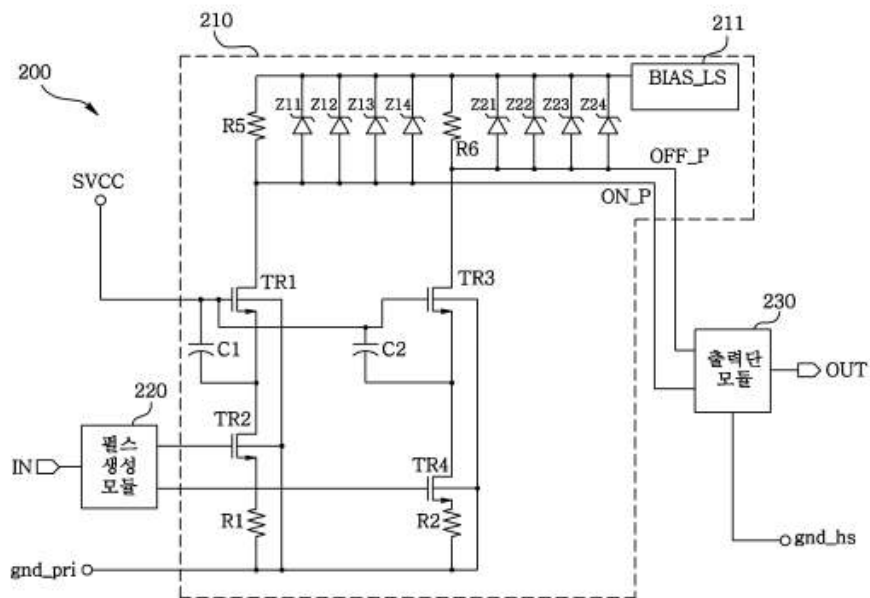 210
211
200
BIAS_LS
Z11 Z12 Z13 Z14
Z21 Z22 Z23 Z24
R5
R6
OFF_P
ON_P
SVCC
TR1
TR3
C1
C2
230
출력단
모듈
OUT
220
TR2
펄스
생성
모듈
IN
TR4
R1
R2
gnd_hs
gnd_pri